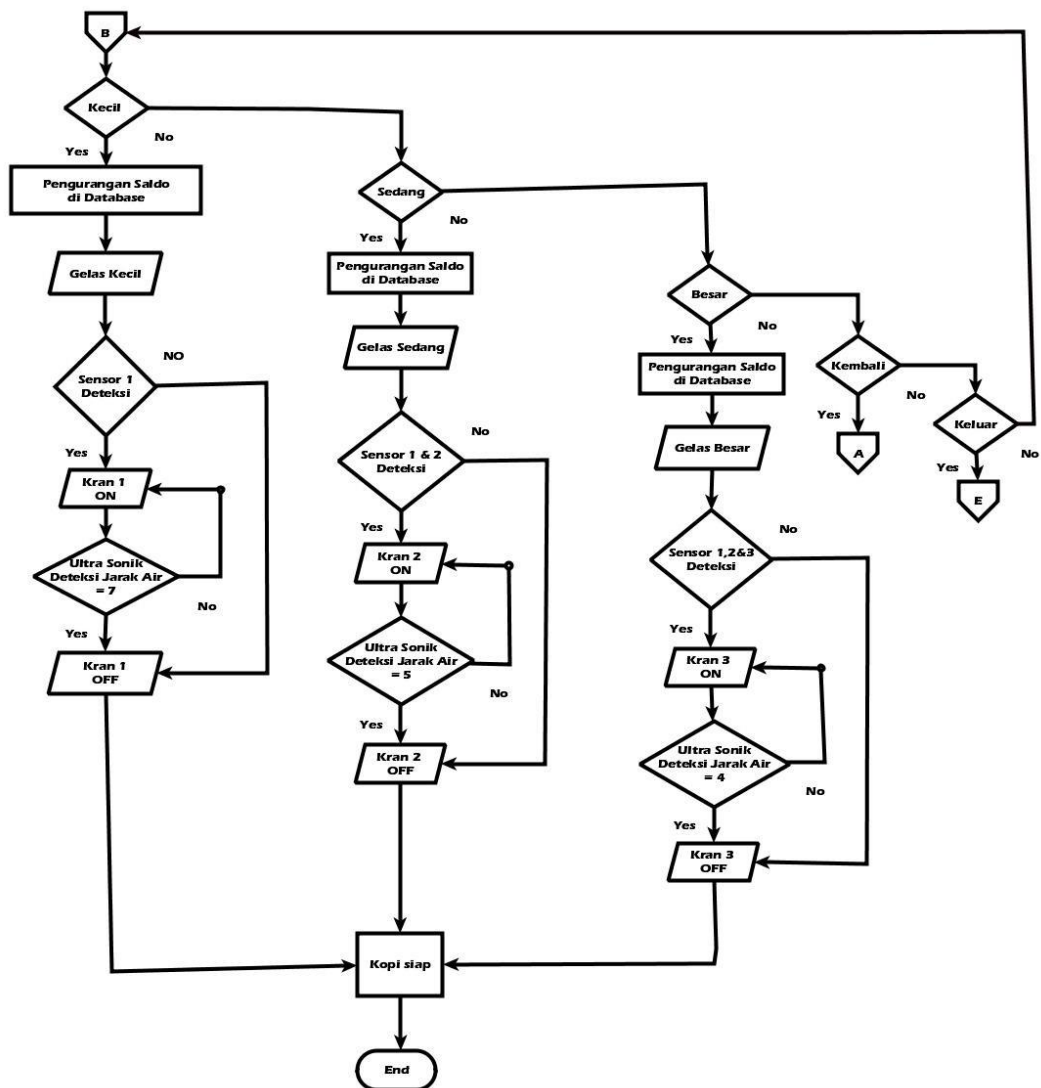 B
Kecil
No
Yes
Pengurangan Saldo
di Database
Gelas Kecil
Sensor 1
Deteksi
NO
Yes
Kran 1
ON
Ultra Sonik
Deteksi Jarak Air
= 7
No
Yes
Kran 1
OFF
Sedang
No
Yes
Pengurangan Saldo
di Database
Gelas Sedang
Sensor 1 & 2
Deteksi
No
Yes
Kran 2
ON
Ultra Sonik
Deteksi Jarak Air
= 5
No
Yes
Kran 2
OFF
Besar
No
Yes
Pengurangan Saldo
di Database
Gelas Besar
Sensor 1,2&3
Deteksi
No
Yes
Kran 3
ON
Ultra Sonik
Deteksi Jarak Air
= 4
No
Yes
Kran 3
OFF
Kembali
No
Yes
A
Keluar
No
Yes
E
Kopi siap
End